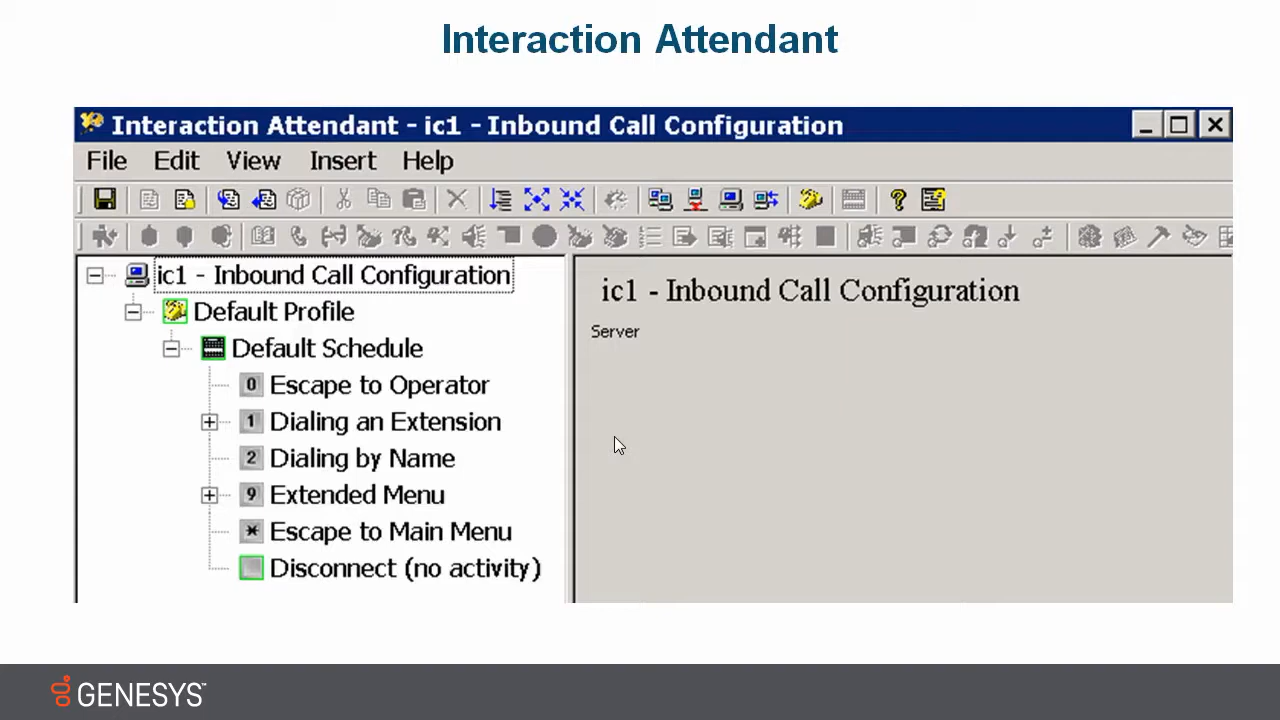 Interaction Attendant
Interaction Attendant - ic1 - Inbound Call Configuration
File Edit View Insert Help
ic1 - Inbound Call Configuration
Default Profile
Default Schedule
0 Escape to Operator
1 Dialing an Extension
2 Dialing by Name
9 Extended Menu
* Escape to Main Menu
Disconnect (no activity)
ic1 - Inbound Call Configuration
Server
GENESYS™